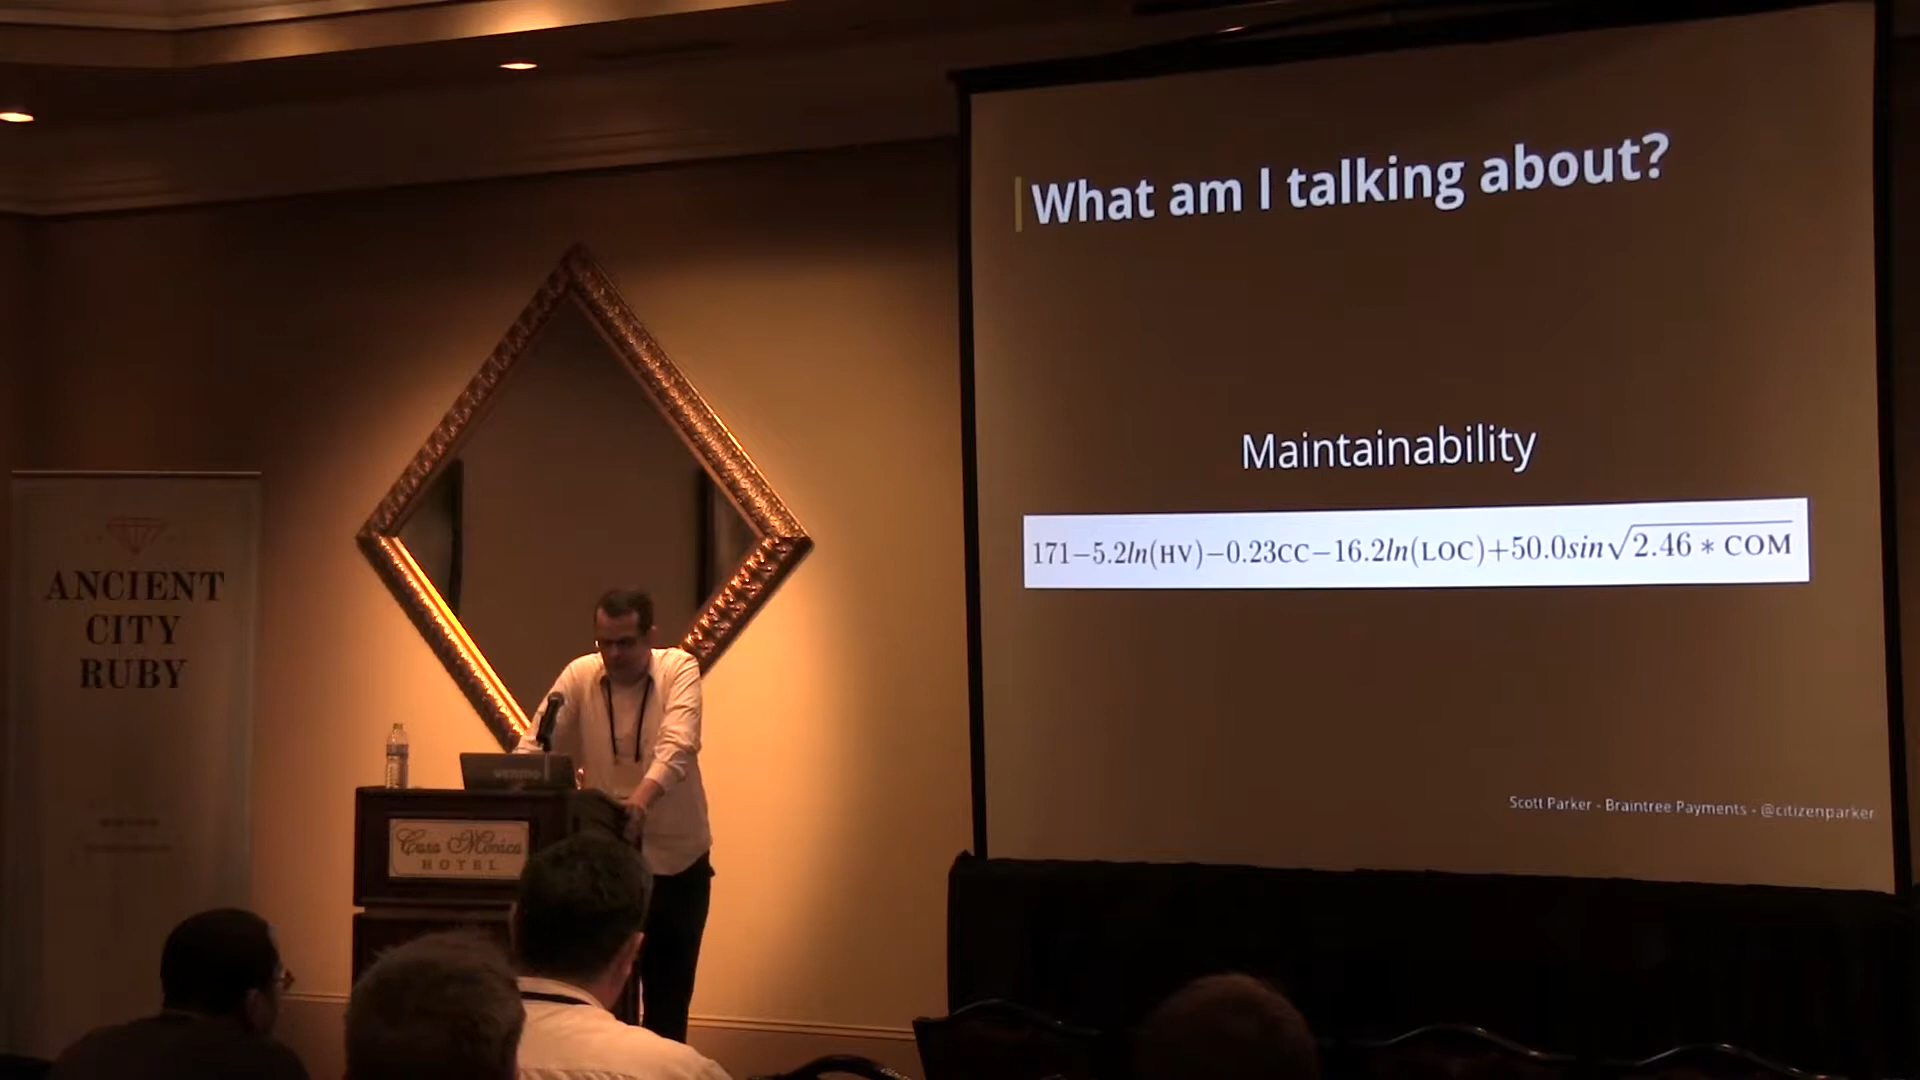 What am I talking about?
Maintainability
171−5.2ln(HV)−0.23CC−16.2ln(LOC)+50.0sin√2.46 * COM
Scott Parker - Braintree Payments - @citizenparker
ANCIENT
CITY
RUBY
Casa Monica
HOTEL